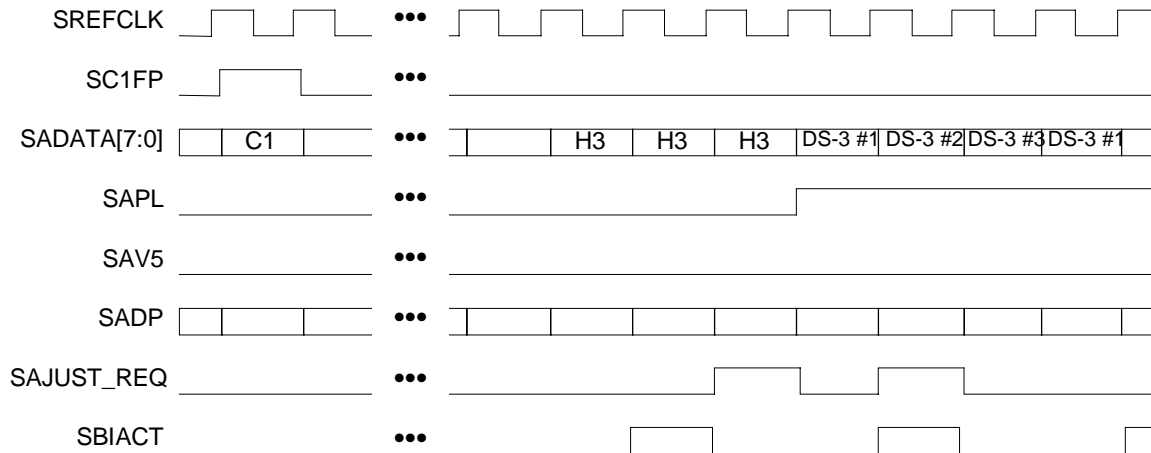 SREFCLK •••
SC1FP •••
SADATA[7:0] C1 ••• H3 H3 H3 DS-3 #1 DS-3 #2 DS-3 #3 DS-3 #1
SAPL •••
SAV5 •••
SADP •••
SAJUST_REQ •••
SBIACT •••